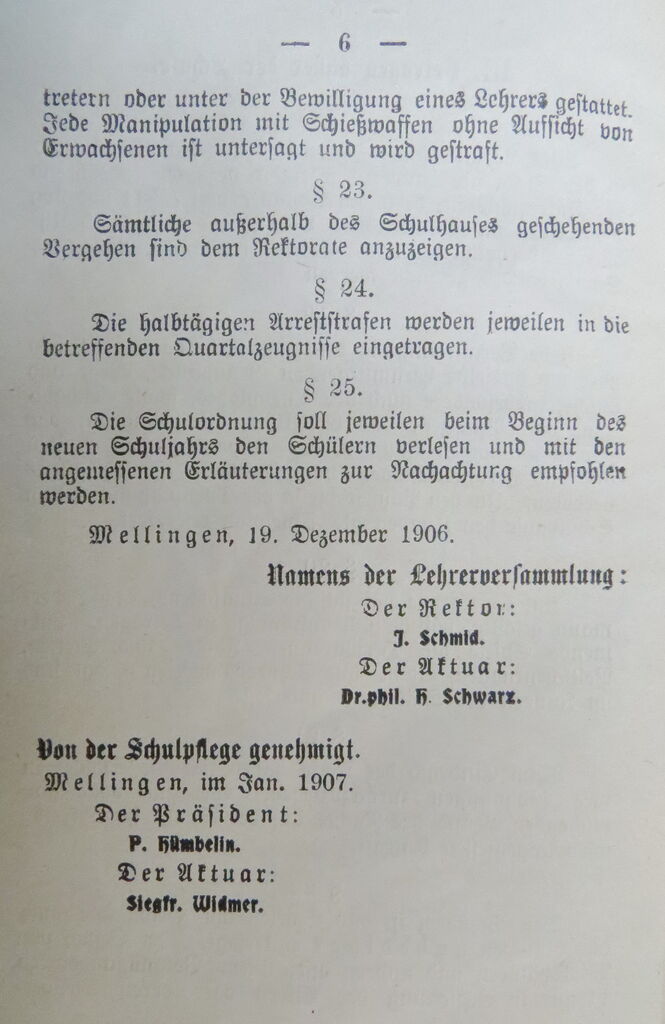 — 6 —
tretern oder unter der Bewilligung eines Lehrers gestattet.
Jede Manipulation mit Schießwaffen ohne Aufsicht von
Erwachsenen ist untersagt und wird gestraft.
§ 23.
Sämtliche außerhalb des Schulhauses geschehenden
Vergehen sind dem Rektorate anzuzeigen.
§ 24.
Die halbtägigen Arreststrafen werden jeweilen in die
betreffenden Quartalzeugnisse eingetragen.
§ 25.
Die Schulordnung soll jeweilen beim Beginn des
neuen Schuljahrs den Schülern verlesen und mit den
angemessenen Erläuterungen zur Nachachtung empfohlen
werden.
Mellingen, 19. Dezember 1906.
Namens der Lehrerversammlung:
Der Rektor:
J. Schmid.
Der Aktuar:
Dr.phil. H. Schwarz.
Von der Schulpflege genehmigt.
Mellingen, im Jan. 1907.
Der Präsident:
P. Hümbelin.
Der Aktuar:
Siegfr. Widmer.